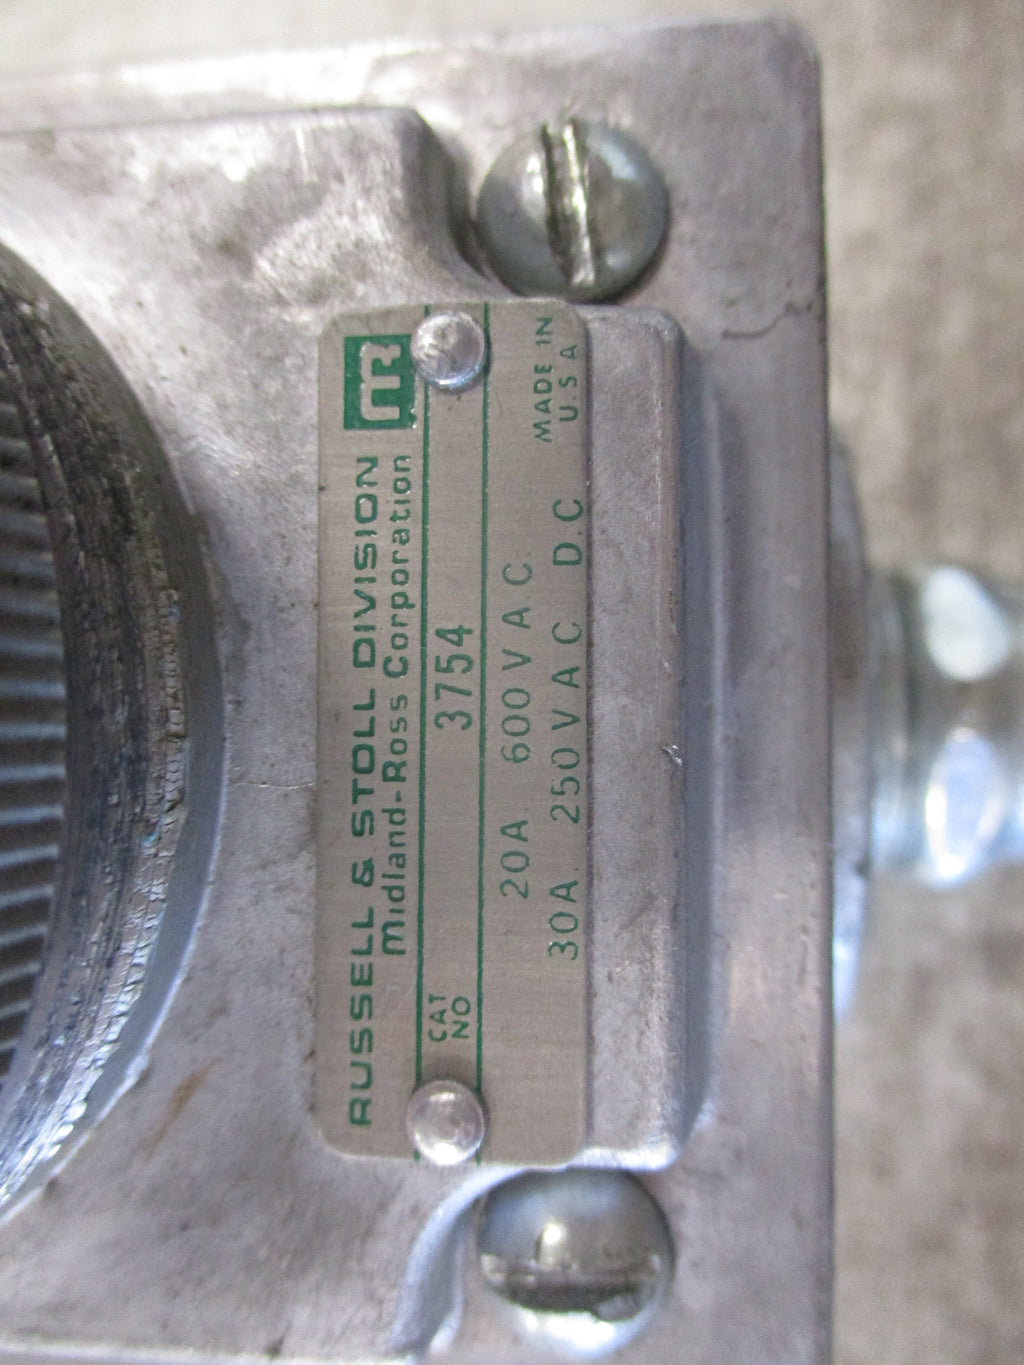 RUSSELL & STOLL DIVISION
Midland-Ross Corporation
CAT NO 3754
20A 600 V A.C.
30A. 250 V A C D.C
MADE IN
U.S.A